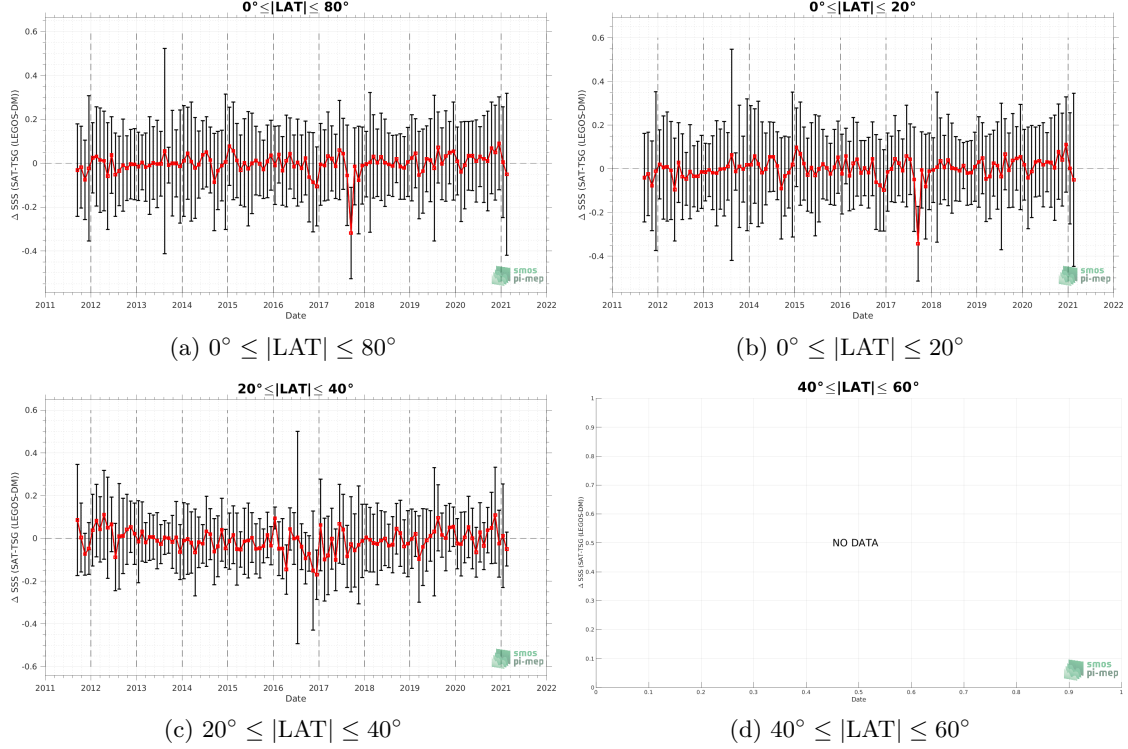 0°≤|LAT|≤ 80°
Δ SSS (SAT-TSG (LEGOS-DM))
0.6
0.4
0.2
0
-0.2
-0.4
2011 2012 2013 2014 2015 2016 2017 2018 2019 2020 2021 2022
Date
smos
pi-mep
(a) 0° ≤ |LAT| ≤ 80°
0°≤|LAT|≤ 20°
Δ SSS (SAT-TSG (LEGOS-DM))
0.6
0.4
0.2
0
-0.2
-0.4
2011 2012 2013 2014 2015 2016 2017 2018 2019 2020 2021 2022
Date
smos
pi-mep
(b) 0° ≤ |LAT| ≤ 20°
20°≤|LAT|≤ 40°
Δ SSS (SAT-TSG (LEGOS-DM))
0.6
0.4
0.2
0
-0.2
-0.4
-0.6
2011 2012 2013 2014 2015 2016 2017 2018 2019 2020 2021 2022
Date
smos
pi-mep
(c) 20° ≤ |LAT| ≤ 40°
40°≤|LAT|≤ 60°
Δ SSS (SAT-TSG (LEGOS-DM))
1
0.9
0.8
0.7
0.6
0.5
0.4
0.3
0.2
0.1
0
NO DATA
0 0.1 0.2 0.3 0.4 0.5 0.6 0.7 0.8 0.9 1
Date
smos
pi-mep
(d) 40° ≤ |LAT| ≤ 60°